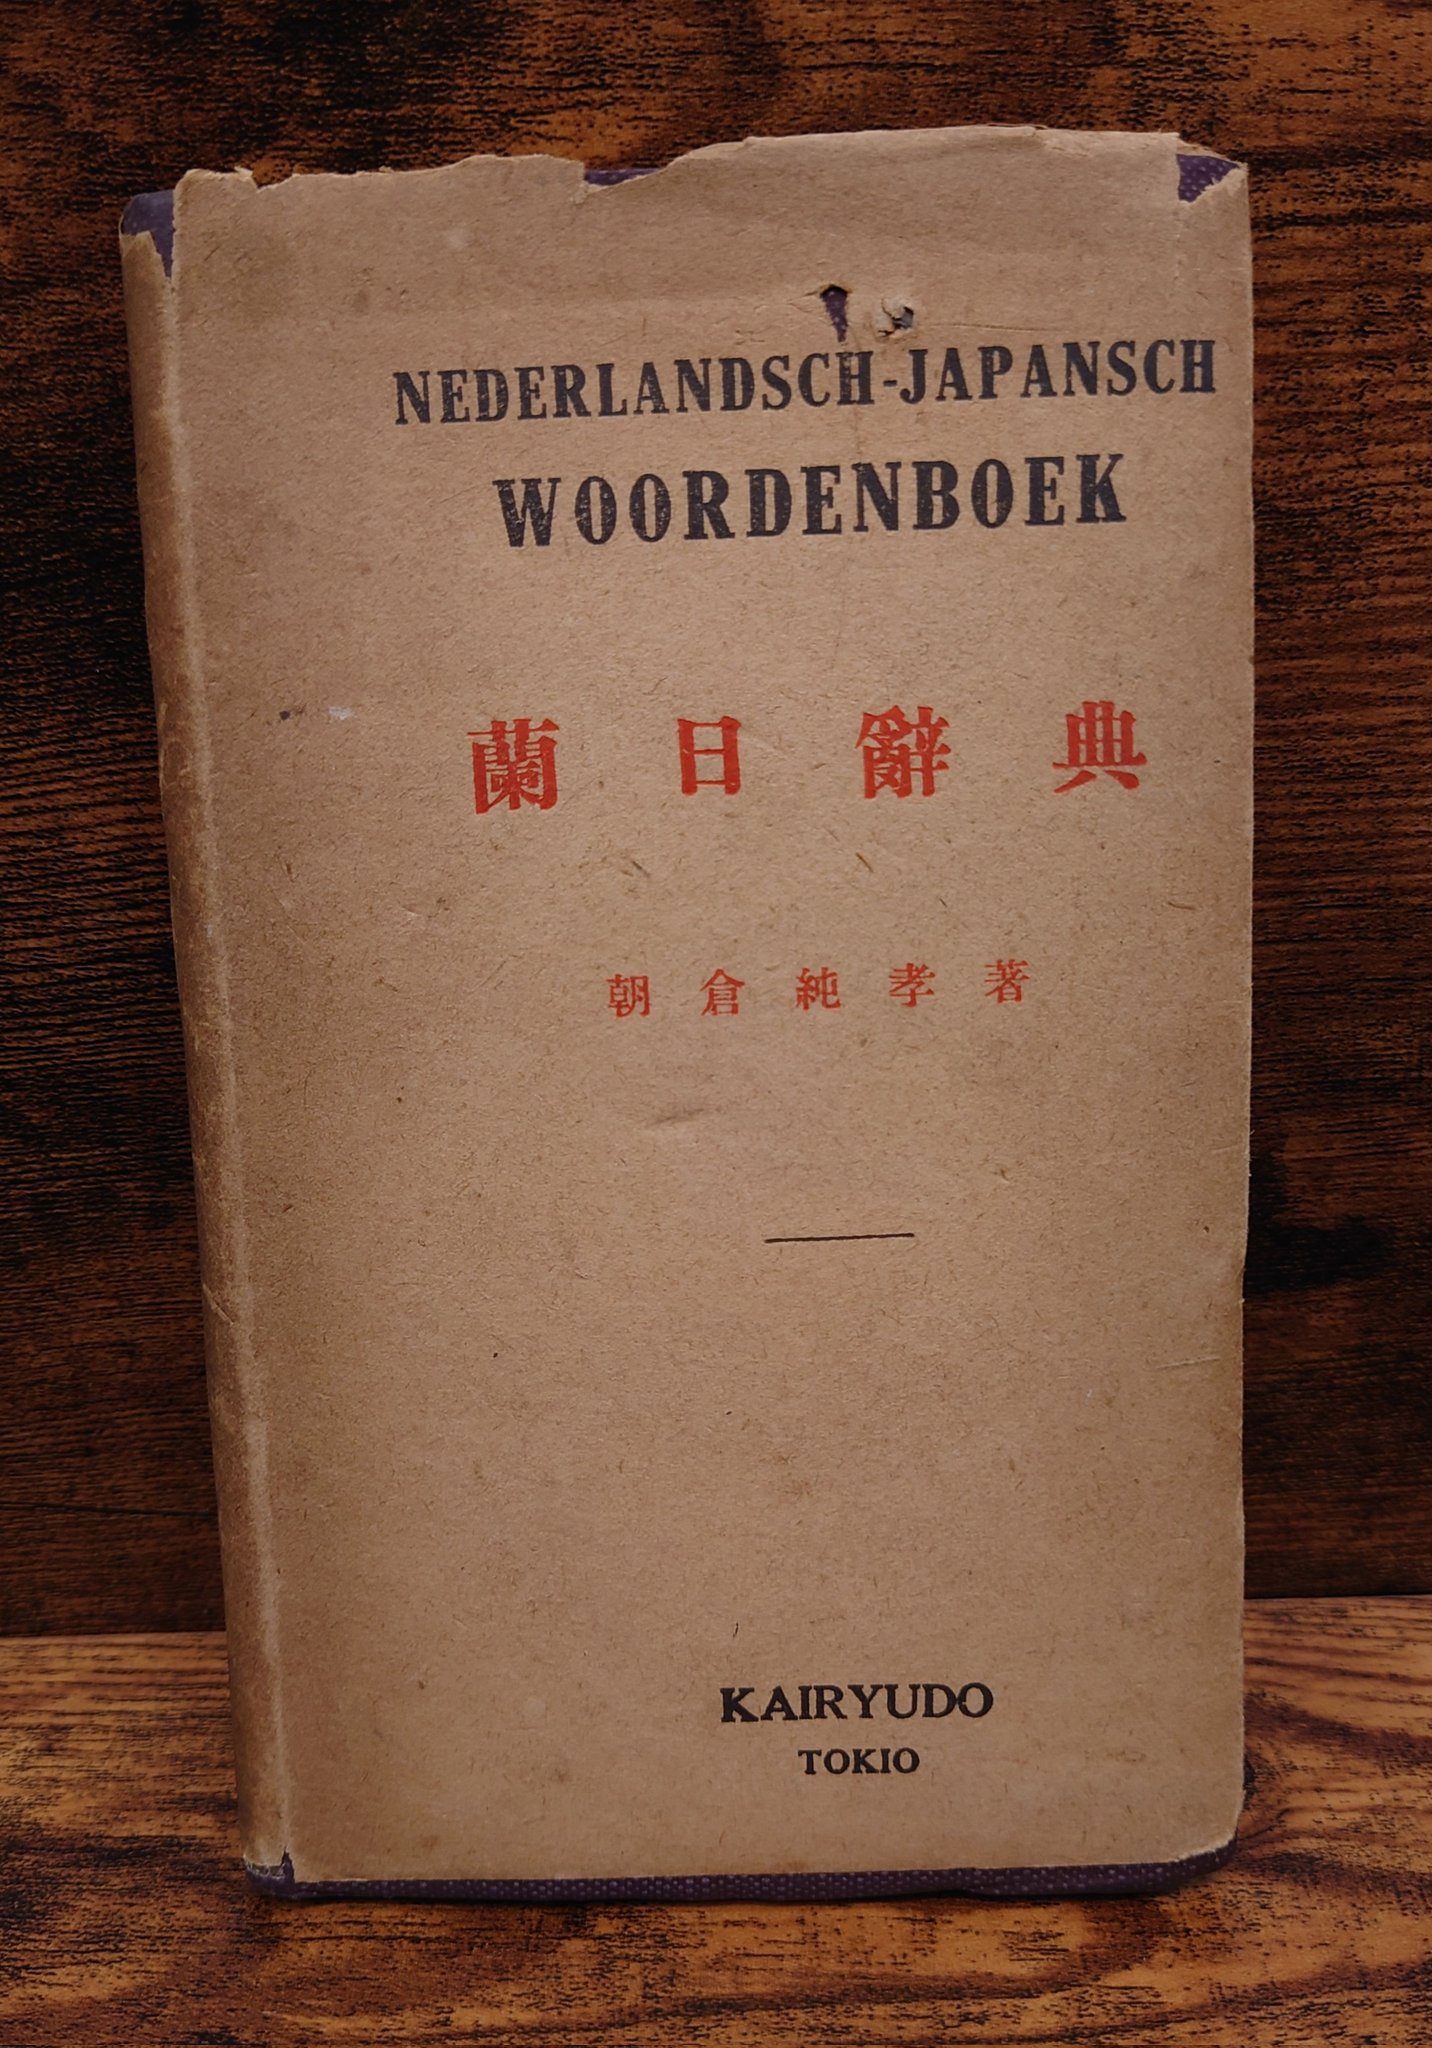 NEDERLANDSCH-JAPANSCH
WOORDENBOEK
蘭日辭典
朝倉純孝著
KAIRYUDO
TOKIO